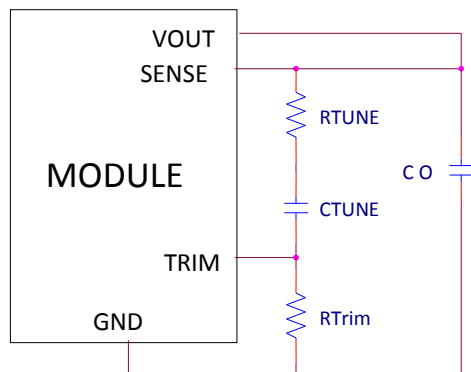 VOUT
SENSE
RTUNE
MODULE
C O
CTUNE
TRIM
RTrim
GND